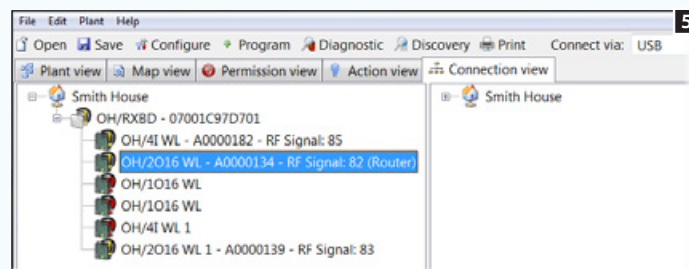 File Edit Plant Help
5
Open Save Configure Program Diagnostic Discovery Print Connect via: USB
Plant view Map view Permission view Action view Connection view
Smith House
OH/RXBD - 07001C97D701
OH/4I WL - A0000182 - RF Signal: 85
OH/2O16 WL - A0000134 - RF Signal: 82 (Router)
OH/1O16 WL
OH/1O16 WL
OH/4I WL 1
OH/2O16 WL 1 - A0000139 - RF Signal: 83
Smith House